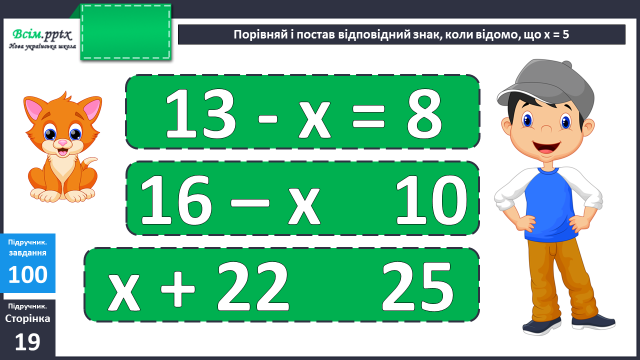 Всім.pptx
Нова українська школа
Порівняй і постав відповідний знак, коли відомо, що х = 5
13 - х = 8
16 – х 10
х + 22 25
Підручник.
завдання
100
Підручник.
Сторінка
19